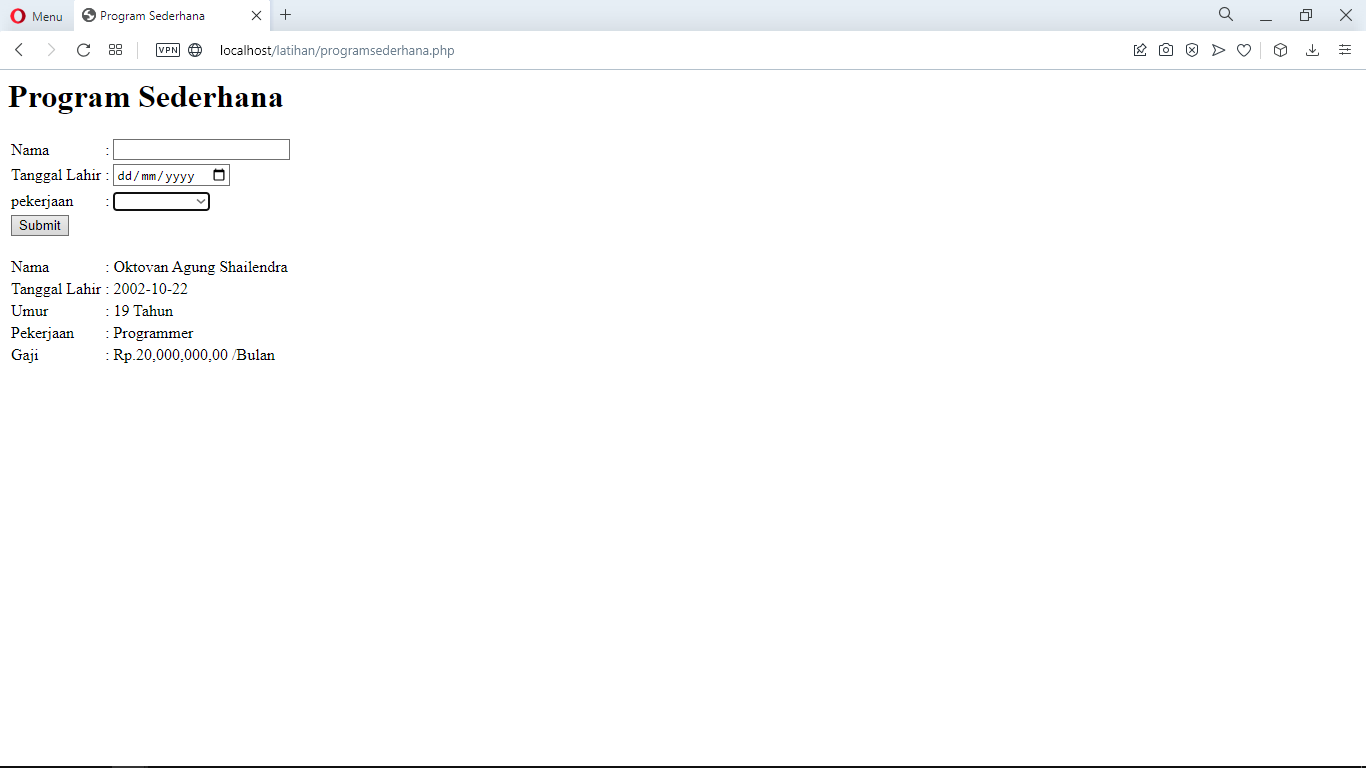 Menu Program Sederhana
VPN localhost/latihan/programsederhana.php
Program Sederhana
Nama :
Tanggal Lahir : dd/mm/yyyy
pekerjaan :
Submit
Nama : Oktovan Agung Shailendra
Tanggal Lahir : 2002-10-22
Umur : 19 Tahun
Pekerjaan : Programmer
Gaji : Rp.20,000,000,00 /Bulan